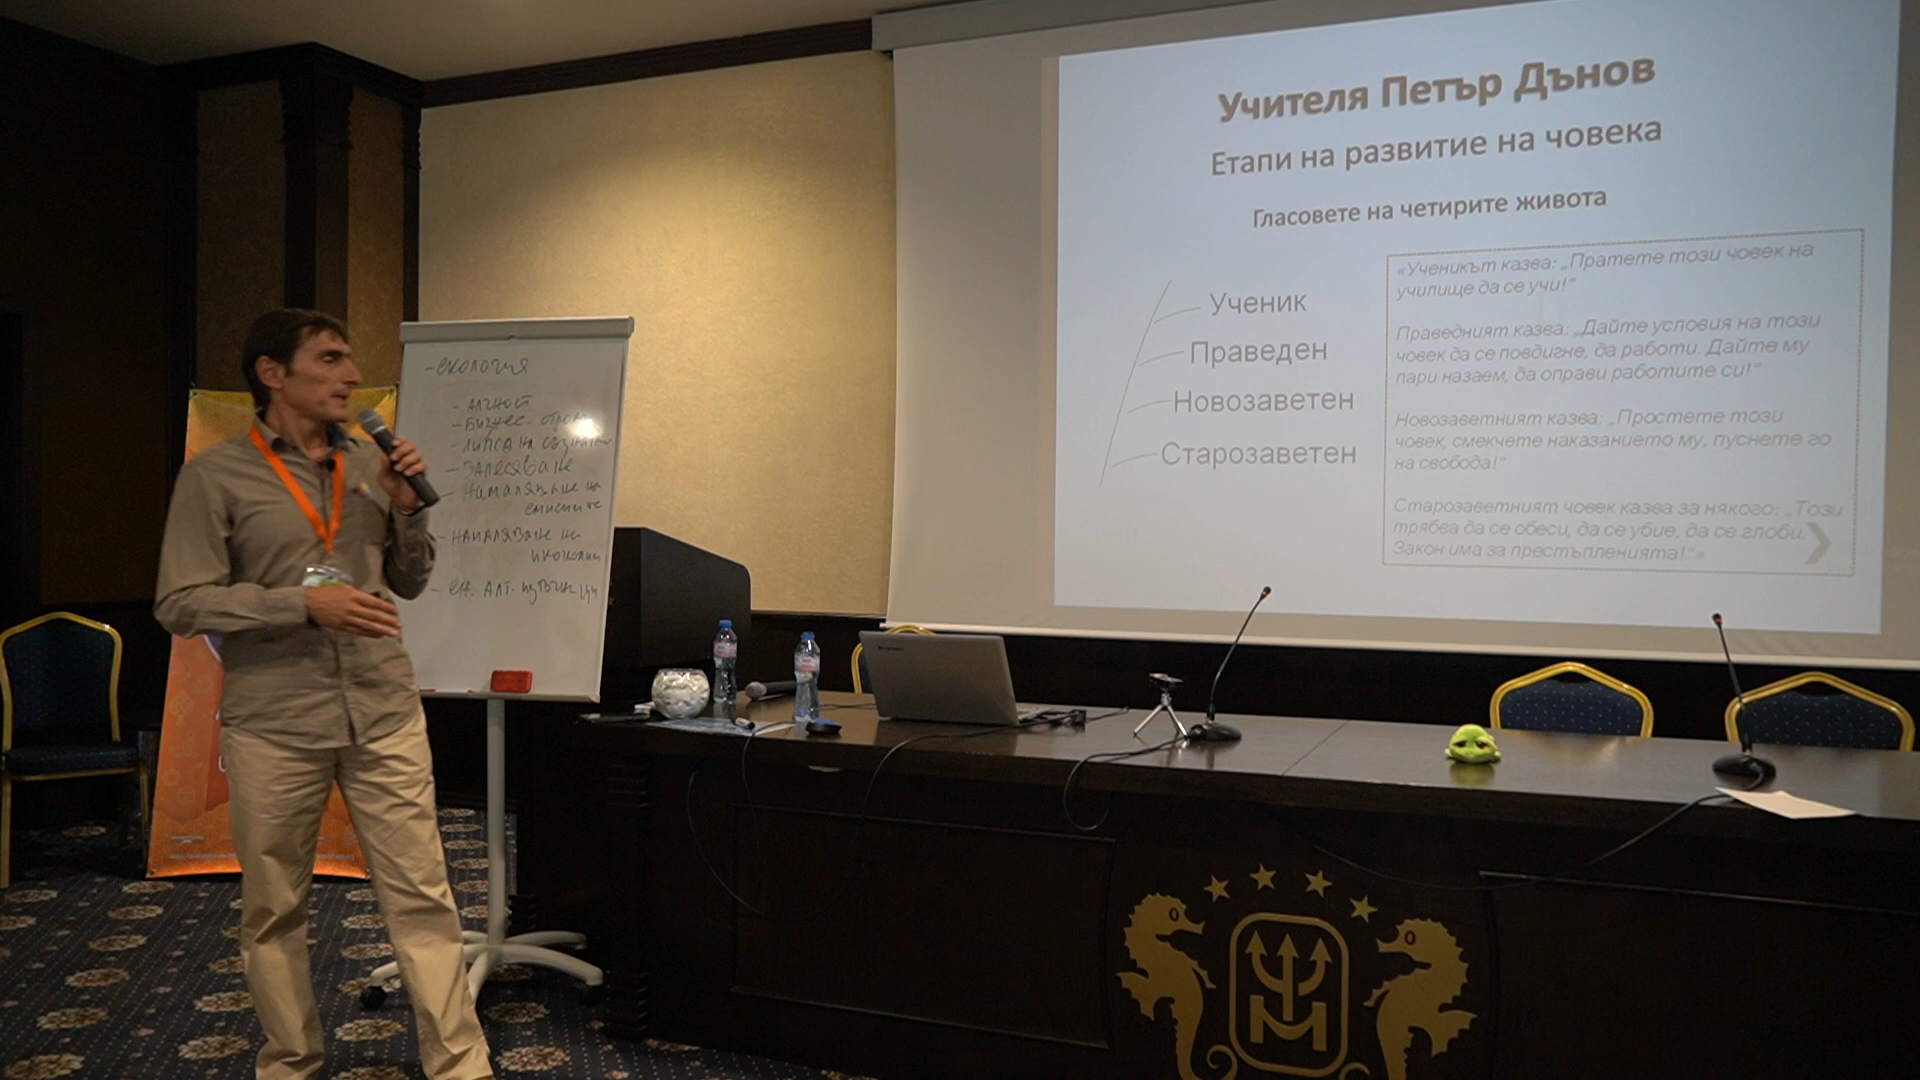 Учителя Петър Дънов
Етапи на развитие на човека
Гласовете на четирите живота
Ученик
Праведен
Новозаветен
Старозаветен
«Ученикът казва: „Пратете този човек на
училище да се учи!“
Праведният казва: „Дайте условия на този
човек да се повдигне, да работи. Дайте му
пари назаем, да оправи работите си!“
Новозаветният казва: „Простете този
човек, смекчете наказанието му, пуснете го
на свобода!“
Старозаветният човек казва за някого: „Този
трябва да се обеси, да се убие, да се глоби.
Закон има за престъпленията!“»
- екология
- алчност
- Бизнес
- липса на
- залесяване
- намаляване на
- намаляване на
М